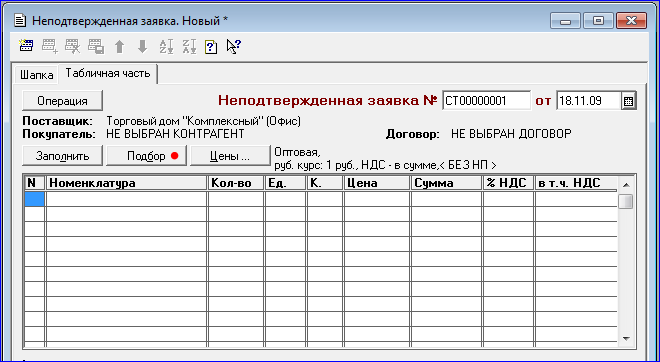 Неподтвержденная заявка. Новый *
Шапка Табличная часть
Операция Неподтвержденная заявка № СТ00000001 от 18.11.09
Поставщик: Торговый дом "Комплексный" (Офис)
Покупатель: НЕ ВЫБРАН КОНТРАГЕНТ Договор: НЕ ВЫБРАН ДОГОВОР
Заполнить Подбор Цены ... Оптовая,
руб. курс: 1 руб., НДС - в сумме,< БЕЗ НП >
N Номенклатура Кол-во Ед. К. Цена Сумма % НДС в т.ч. НДС